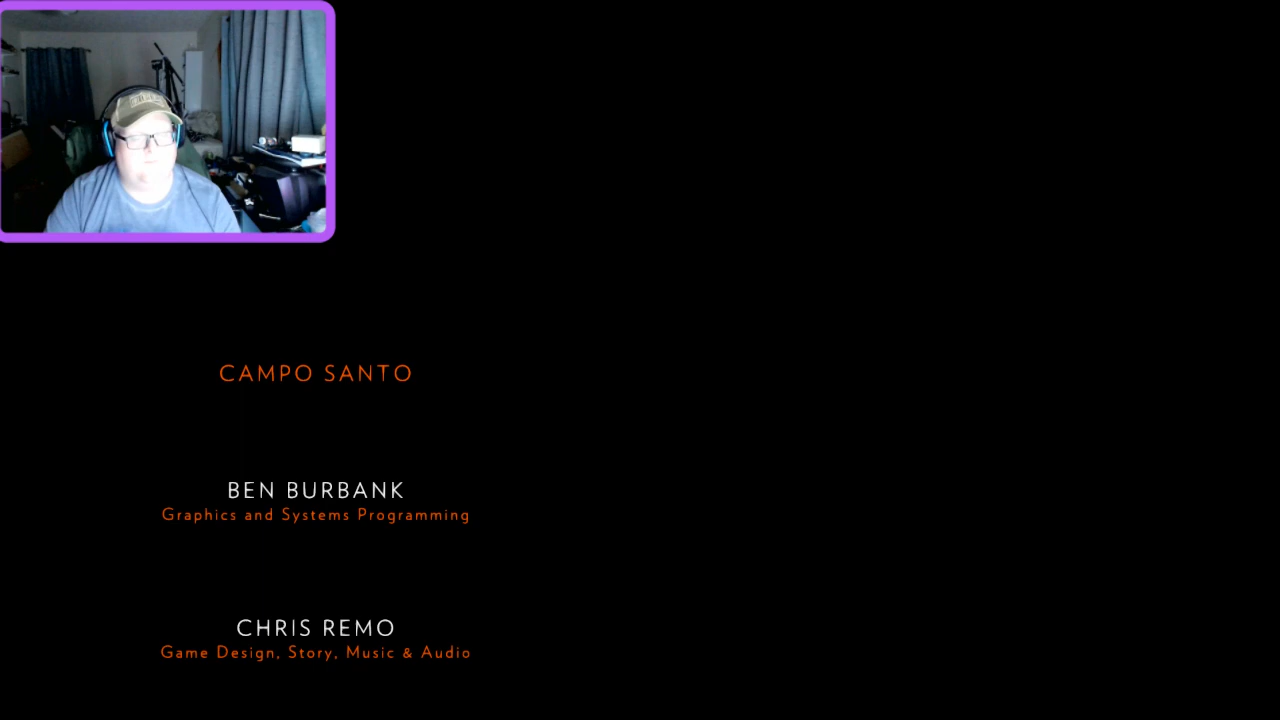 CAMPO SANTO
BEN BURBANK
Graphics and Systems Programming
CHRIS REMO
Game Design, Story, Music & Audio